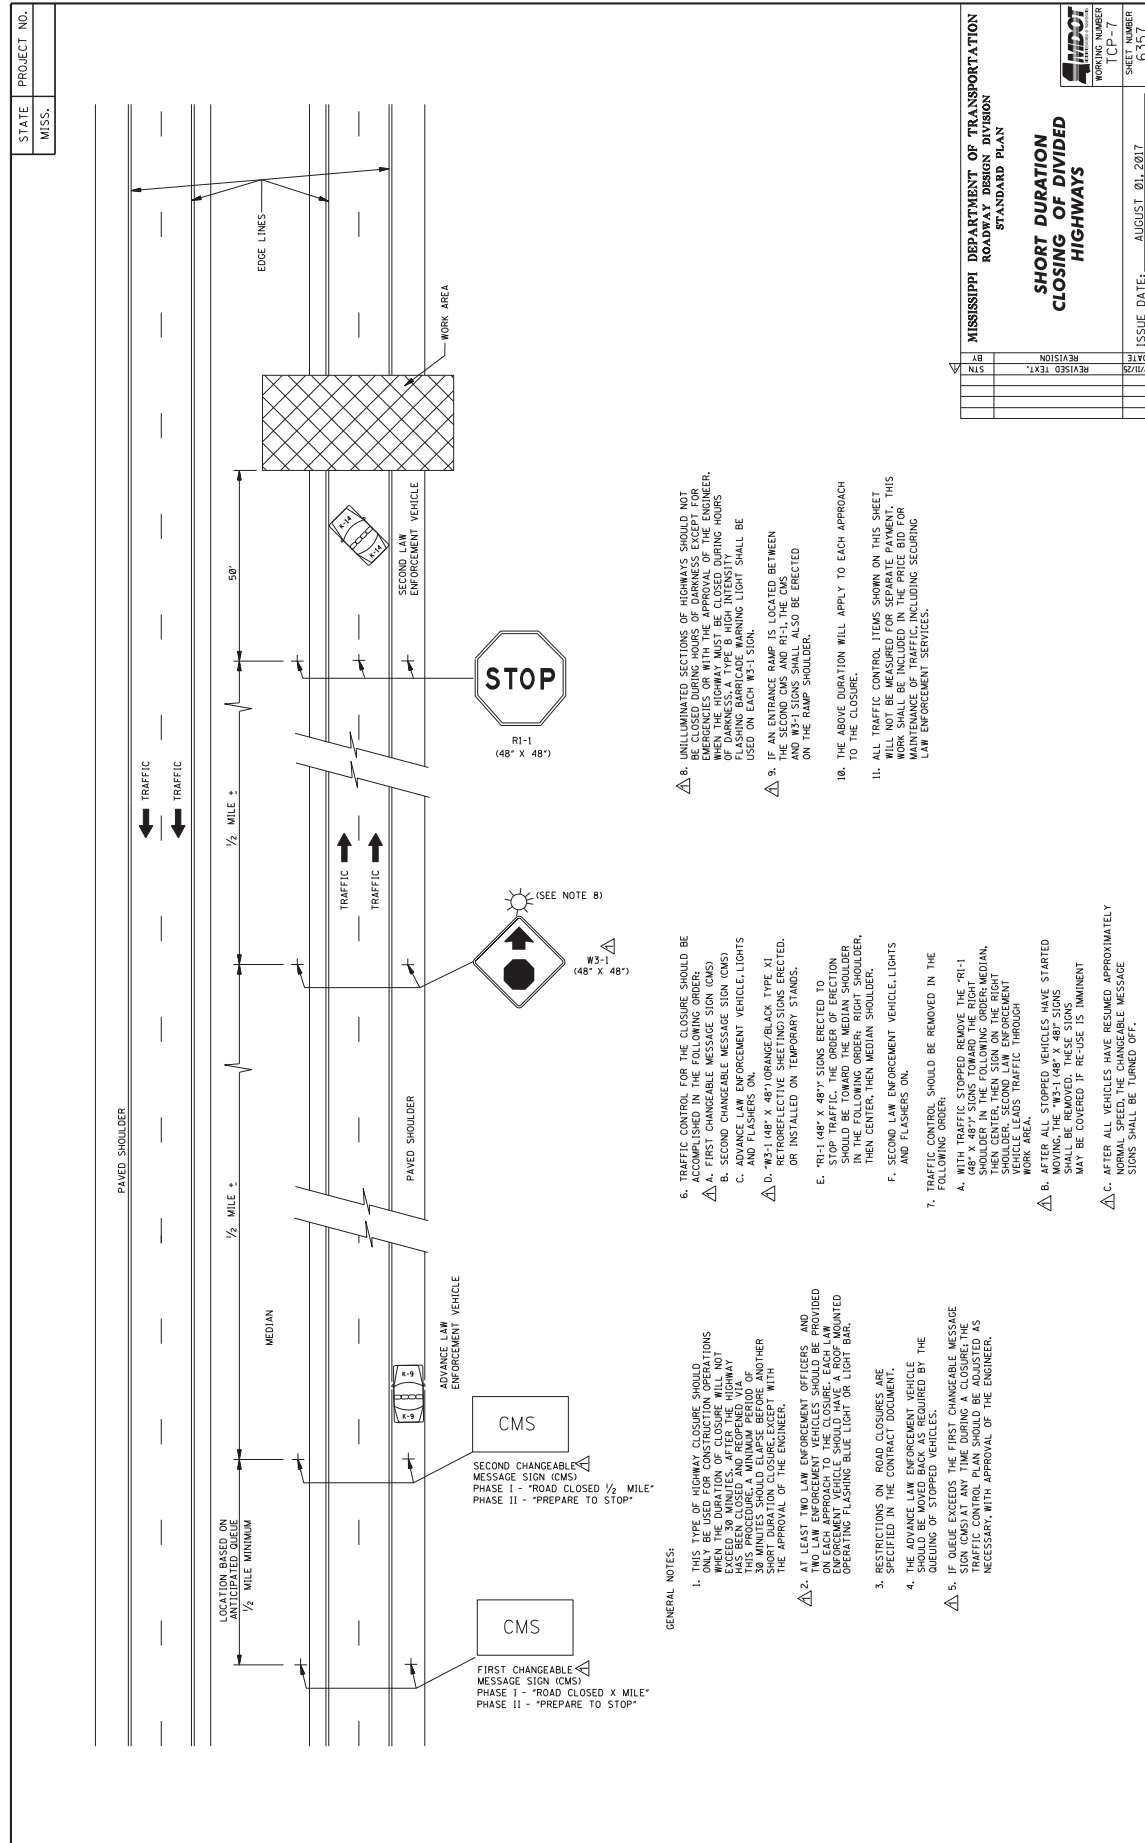 STATE
PROJECT NO.
MISS.
PAVED SHOULDER
TRAFFIC
TRAFFIC
EDGE LINES
LOCATION BASED ON
ANTICIPATED QUEUE
1/2 MILE MINIMUM
1/2 MILE ±
1/2 MILE ±
50'
MEDIAN
TRAFFIC
TRAFFIC
PAVED SHOULDER
WORK AREA
K-9
K-9
ADVANCE LAW
ENFORCEMENT VEHICLE
K-14
K-14
SECOND LAW
ENFORCEMENT VEHICLE
CMS
FIRST CHANGEABLE
MESSAGE SIGN (CMS)
PHASE I - "ROAD CLOSED X MILE"
PHASE II - "PREPARE TO STOP"
CMS
SECOND CHANGEABLE
MESSAGE SIGN (CMS)
PHASE I - "ROAD CLOSED 1/2 MILE"
PHASE II - "PREPARE TO STOP"
(SEE NOTE 8)
W3-1
(48" X 48")
STOP
R1-1
(48" X 48")
GENERAL NOTES:
1. THIS TYPE OF HIGHWAY CLOSURE SHOULD
ONLY BE USED FOR CONSTRUCTION OPERATIONS
WHEN THE DURATION OF CLOSURE WILL NOT
EXCEED 30 MINUTES. AFTER THE HIGHWAY
HAS BEEN CLOSED AND REOPENED VIA
THIS PROCEDURE, A MINIMUM PERIOD OF
30 MINUTES SHOULD ELAPSE BEFORE ANOTHER
SHORT DURATION CLOSURE, EXCEPT WITH
THE APPROVAL OF THE ENGINEER.
2. AT LEAST TWO LAW ENFORCEMENT OFFICERS AND
TWO LAW ENFORCEMENT VEHICLES SHOULD BE PROVIDED
ON EACH APPROACH TO THE CLOSURE. EACH LAW
ENFORCEMENT VEHICLE SHOULD HAVE A ROOF MOUNTED
OPERATING FLASHING BLUE LIGHT OR LIGHT BAR.
3. RESTRICTIONS ON ROAD CLOSURES ARE
SPECIFIED IN THE CONTRACT DOCUMENT.
4. THE ADVANCE LAW ENFORCEMENT VEHICLE
SHOULD BE MOVED BACK AS REQUIRED BY THE
QUEUING OF STOPPED VEHICLES.
5. IF QUEUE EXCEEDS THE FIRST CHANGEABLE MESSAGE
SIGN (CMS) AT ANY TIME DURING A CLOSURE; THE
TRAFFIC CONTROL PLAN SHOULD BE ADJUSTED AS
NECESSARY, WITH APPROVAL OF THE ENGINEER.
6. TRAFFIC CONTROL FOR THE CLOSURE SHOULD BE
ACCOMPLISHED IN THE FOLLOWING ORDER:
A. FIRST CHANGEABLE MESSAGE SIGN (CMS)
B. SECOND CHANGEABLE MESSAGE SIGN (CMS)
C. ADVANCE LAW ENFORCEMENT VEHICLE, LIGHTS
AND FLASHERS ON.
D. "W3-1 (48" X 48")(ORANGE/BLACK TYPE XI
RETROREFLECTIVE SHEETING) SIGNS ERECTED.
OR INSTALLED ON TEMPORARY STANDS.
E. "R1-1 (48" X 48")" SIGNS ERECTED TO
STOP TRAFFIC. THE ORDER OF ERECTION
SHOULD BE TOWARD THE MEDIAN SHOULDER
IN THE FOLLOWING ORDER: RIGHT SHOULDER,
THEN CENTER, THEN MEDIAN SHOULDER.
F. SECOND LAW ENFORCEMENT VEHICLE, LIGHTS
AND FLASHERS ON.
7. TRAFFIC CONTROL SHOULD BE REMOVED IN THE
FOLLOWING ORDER:
A. WITH TRAFFIC STOPPED REMOVE THE "R1-1
(48" X 48")" SIGNS TOWARD THE RIGHT
SHOULDER IN THE FOLLOWING ORDER: MEDIAN,
THEN CENTER, THEN SIGN ON THE RIGHT
SHOULDER. SECOND LAW ENFORCEMENT
VEHICLE LEADS TRAFFIC THROUGH
WORK AREA.
B. AFTER ALL STOPPED VEHICLES HAVE STARTED
MOVING, THE "W3-1 (48" X 48)" SIGNS
SHALL BE REMOVED. THESE SIGNS
MAY BE COVERED IF RE-USE IS IMMINENT
C. AFTER ALL VEHICLES HAVE RESUMED APPROXIMATELY
NORMAL SPEED, THE CHANGEABLE MESSAGE
SIGNS SHALL BE TURNED OFF.
8. UNILLUMINATED SECTIONS OF HIGHWAYS SHOULD NOT
BE CLOSED DURING HOURS OF DARKNESS EXCEPT FOR
EMERGENCIES OR WITH THE APPROVAL OF THE ENGINEER.
WHEN THE HIGHWAY MUST BE CLOSED DURING HOURS
OF DARKNESS, A TYPE B HIGH INTENSITY
FLASHING BARRICADE WARNING LIGHT SHALL BE
USED ON EACH W3-1 SIGN.
9. IF AN ENTRANCE RAMP IS LOCATED BETWEEN
THE SECOND CMS AND R1-1, THE CMS
AND W3-1 SIGNS SHALL ALSO BE ERECTED
ON THE RAMP SHOULDER.
10. THE ABOVE DURATION WILL APPLY TO EACH APPROACH
TO THE CLOSURE.
11. ALL TRAFFIC CONTROL ITEMS SHOWN ON THIS SHEET
WILL NOT BE MEASURED FOR SEPARATE PAYMENT. THIS
WORK SHALL BE INCLUDED IN THE PRICE BID FOR
MAINTENANCE OF TRAFFIC, INCLUDING SECURING
LAW ENFORCEMENT SERVICES.
BY
REVISION
DATE
STN
REVISED TEXT.
MISSISSIPPI DEPARTMENT OF TRANSPORTATION
ROADWAY DESIGN DIVISION
STANDARD PLAN
SHORT DURATION
CLOSING OF DIVIDED
HIGHWAYS
MDOT
WORKING NUMBER
TCP-7
SHEET NUMBER
6357
ISSUE DATE: AUGUST 01, 2017